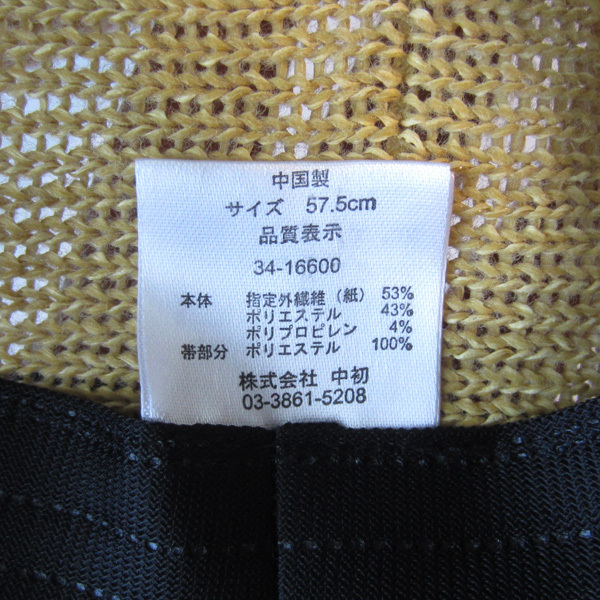 中国製
サイズ 57.5cm
品質表示
34-16600
本体 指定外繊維（紙） 53%
ポリエステル 43%
ポリプロピレン 4%
帯部分 ポリエステル 100%
株式会社 中初
03-3861-5208